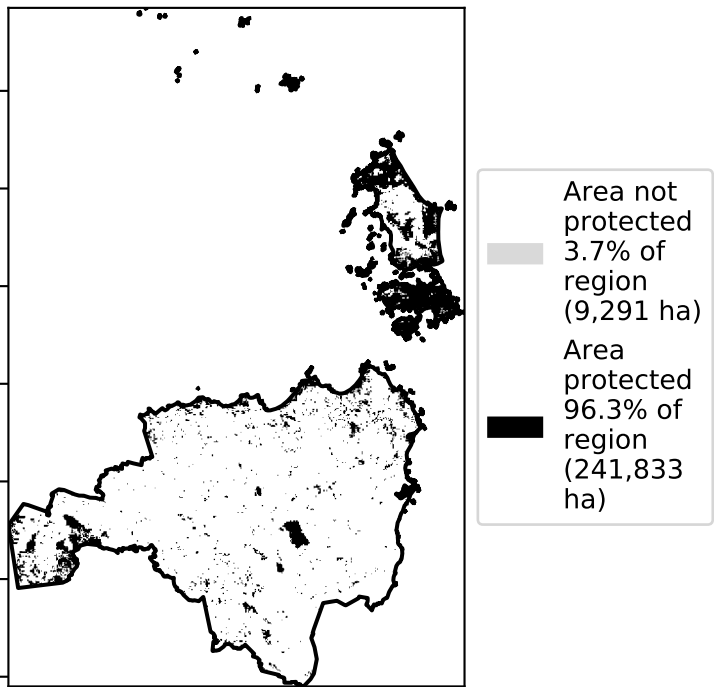 Area not
protected
3.7% of
region
(9,291 ha)
Area
protected
96.3% of
region
(241,833
ha)